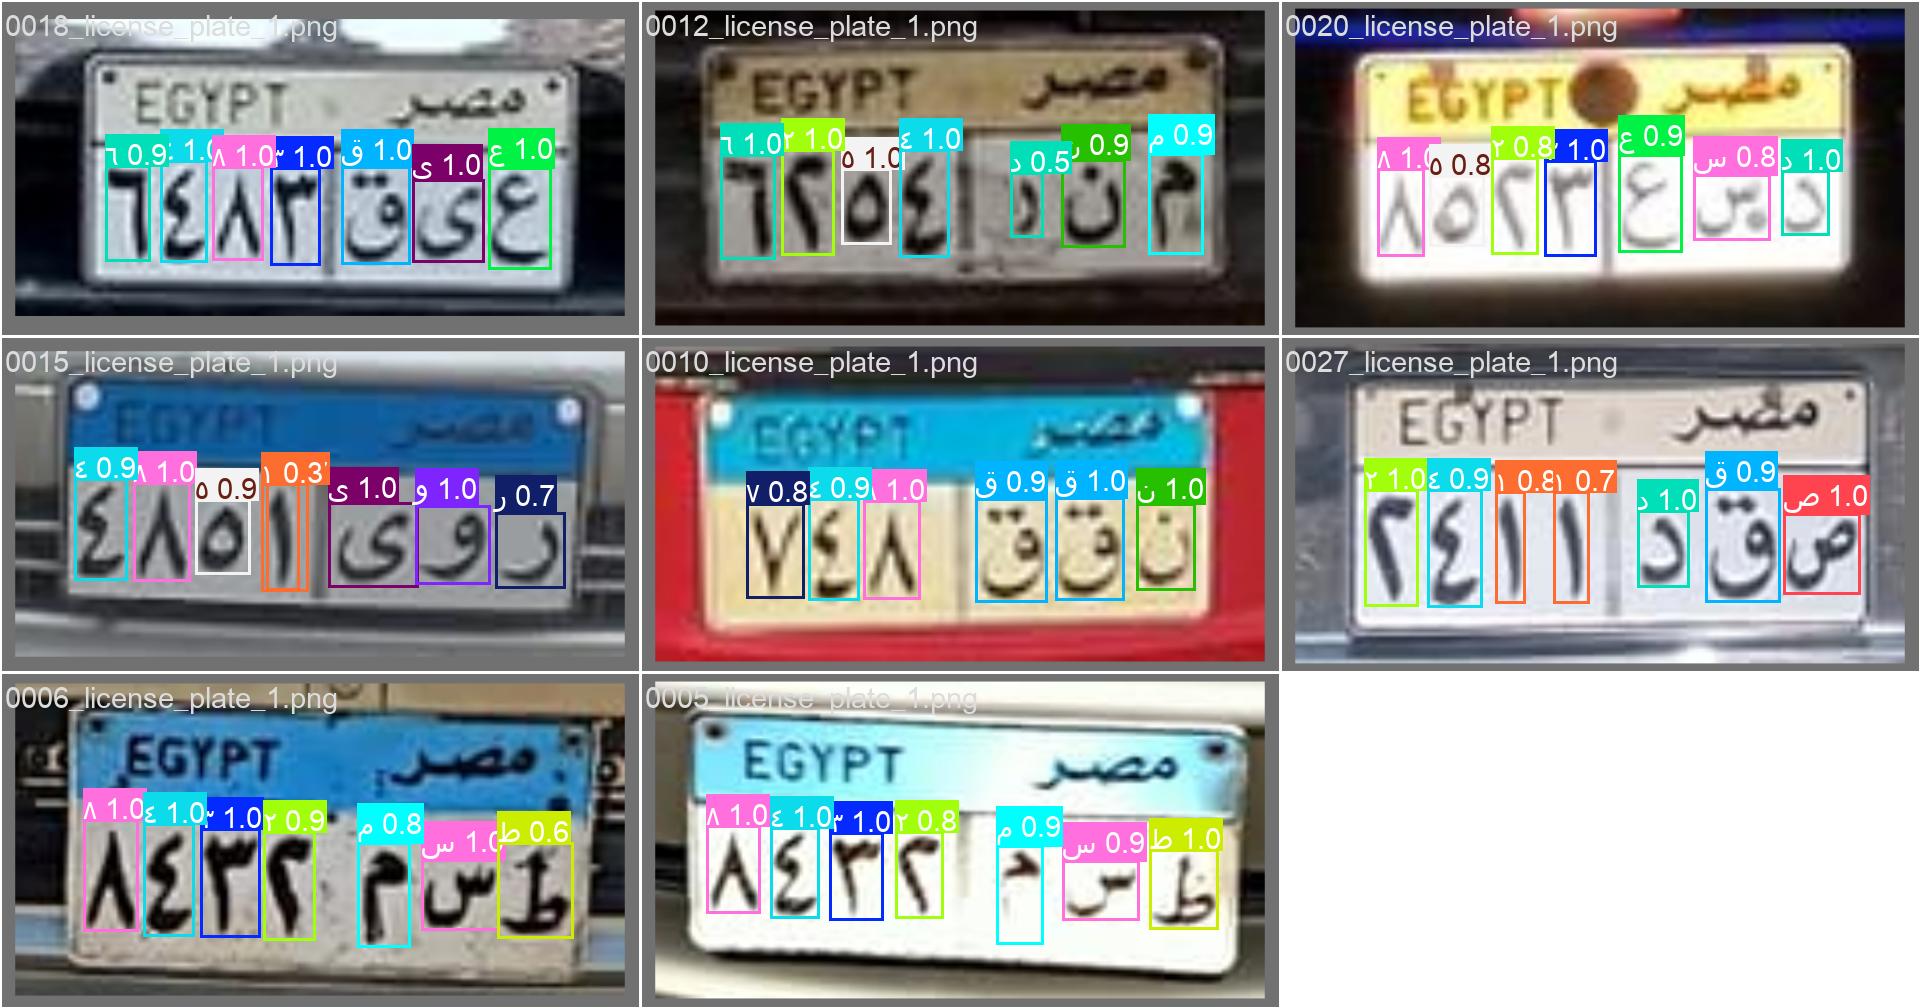 0018_license_plate_1.png
EGYPT مصر
٦ 0.9 ٤ 1.0 ٨ 1.0 ٣ 1.0 ق 1.0 ى 1.0 ع 1.0
٦٤٨٣ ق ى ع
0012_license_plate_1.png
EGYPT مصر
٦ 1.0 ٢ 1.0 ٥ 1.0 ٤ 1.0 د 0.5 ن 0.9 م 0.9
٦٢٥٤ د ن م
0020_license_plate_1.png
EGYPT مصر
٨ 1.0 ٥ 0.8 ٢ 0.8 ٣ 1.0 ع 0.9 س 0.8 د 1.0
٨٥٢٣ ع س د
0015_license_plate_1.png
EGYPT مصر
٤ 0.9 ٨ 1.0 ٥ 0.9 ١ 0.3 ى 1.0 و 1.0 ر 0.7
٤٨٥١ ى و ر
0010_license_plate_1.png
EGYPT مصر
٧ 0.8 ٤ 0.9 ٨ 1.0 ق 0.9 ق 1.0 ن 1.0
٧٤٨ ق ق ن
0027_license_plate_1.png
EGYPT مصر
٢ 1.0 ٤ 0.9 ١ 0.8 ١ 0.7 د 1.0 ق 0.9 ص 1.0
٢٤١١ د ق ص
0006_license_plate_1.png
EGYPT مصر
٨ 1.0 ٤ 1.0 ٣ 1.0 ٢ 0.9 م 0.8 س 1.0 ط 0.6
٨٤٣٢ م س ط
0005_license_plate_1.png
EGYPT مصر
٨ 1.0 ٤ 1.0 ٣ 1.0 ٢ 0.8 م 0.9 س 0.9 ط 1.0
٨٤٣٢ م س ط